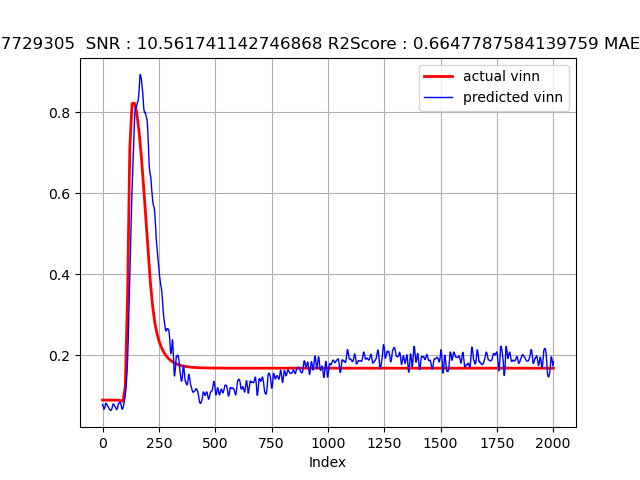 7729305 SNR : 10.561741142746868 R2Score : 0.6647787584139759 MAE
actual vinn
predicted vinn
0.8
0.6
0.4
0.2
0 250 500 750 1000 1250 1500 1750 2000
Index